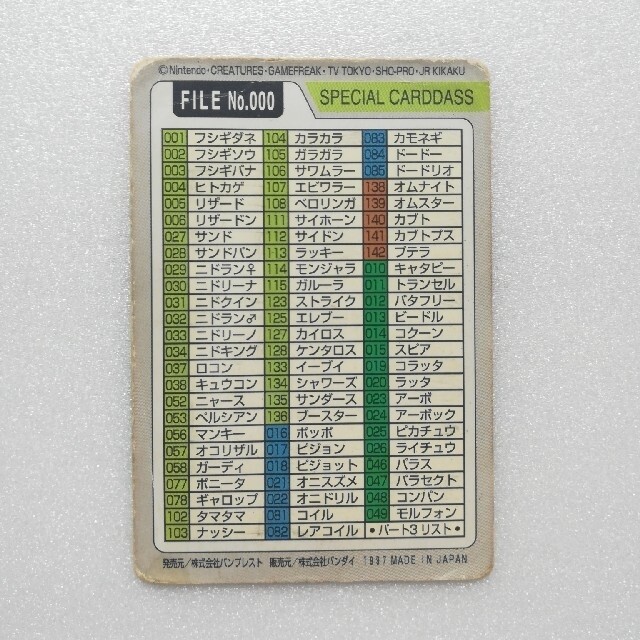 ©Nintendo・CREATURES・GAMEFREAK・TV TOKYO・SHO-PRO・JR KIKAKU
FILE No.000 SPECIAL CARDDASS
001 フシギダネ 104 カラカラ 083 カモネギ
002 フシギソウ 105 ガラガラ 084 ドードー
003 フシギバナ 106 サワムラー 085 ドードリオ
004 ヒトカゲ 107 エビワラー 138 オムナイト
005 リザード 108 ベロリンガ 139 オムスター
006 リザードン 111 サイホーン 140 カブト
027 サンド 112 サイドン 141 カブトプス
028 サンドパン 113 ラッキー 142 プテラ
029 ニドラン♀ 114 モンジャラ 010 キャタピー
030 ニドリーナ 115 ガルーラ 011 トランセル
031 ニドクイン 123 ストライク 012 バタフリー
032 ニドラン♂ 125 エレブー 013 ビードル
033 ニドリーノ 127 カイロス 014 コクーン
034 ニドキング 128 ケンタロス 015 スピア
037 ロコン 133 イーブイ 019 コラッタ
038 キュウコン 134 シャワーズ 020 ラッタ
052 ニャース 135 サンダース 023 アーボ
053 ペルシアン 136 ブースター 024 アーボック
056 マンキー 016 ポッポ 025 ピカチュウ
057 オコリザル 017 ピジョン 026 ライチュウ
058 ガーディ 018 ピジョット 046 パラス
077 ポニータ 021 オニスズメ 047 パラセクト
078 ギャロップ 022 オニドリル 048 コンパン
102 タマタマ 081 コイル 049 モルフォン
103 ナッシー 082 レアコイル •パート3リスト•
発売元/株式会社バンプレスト 販売元/株式会社バンダイ 1997 MADE IN JAPAN